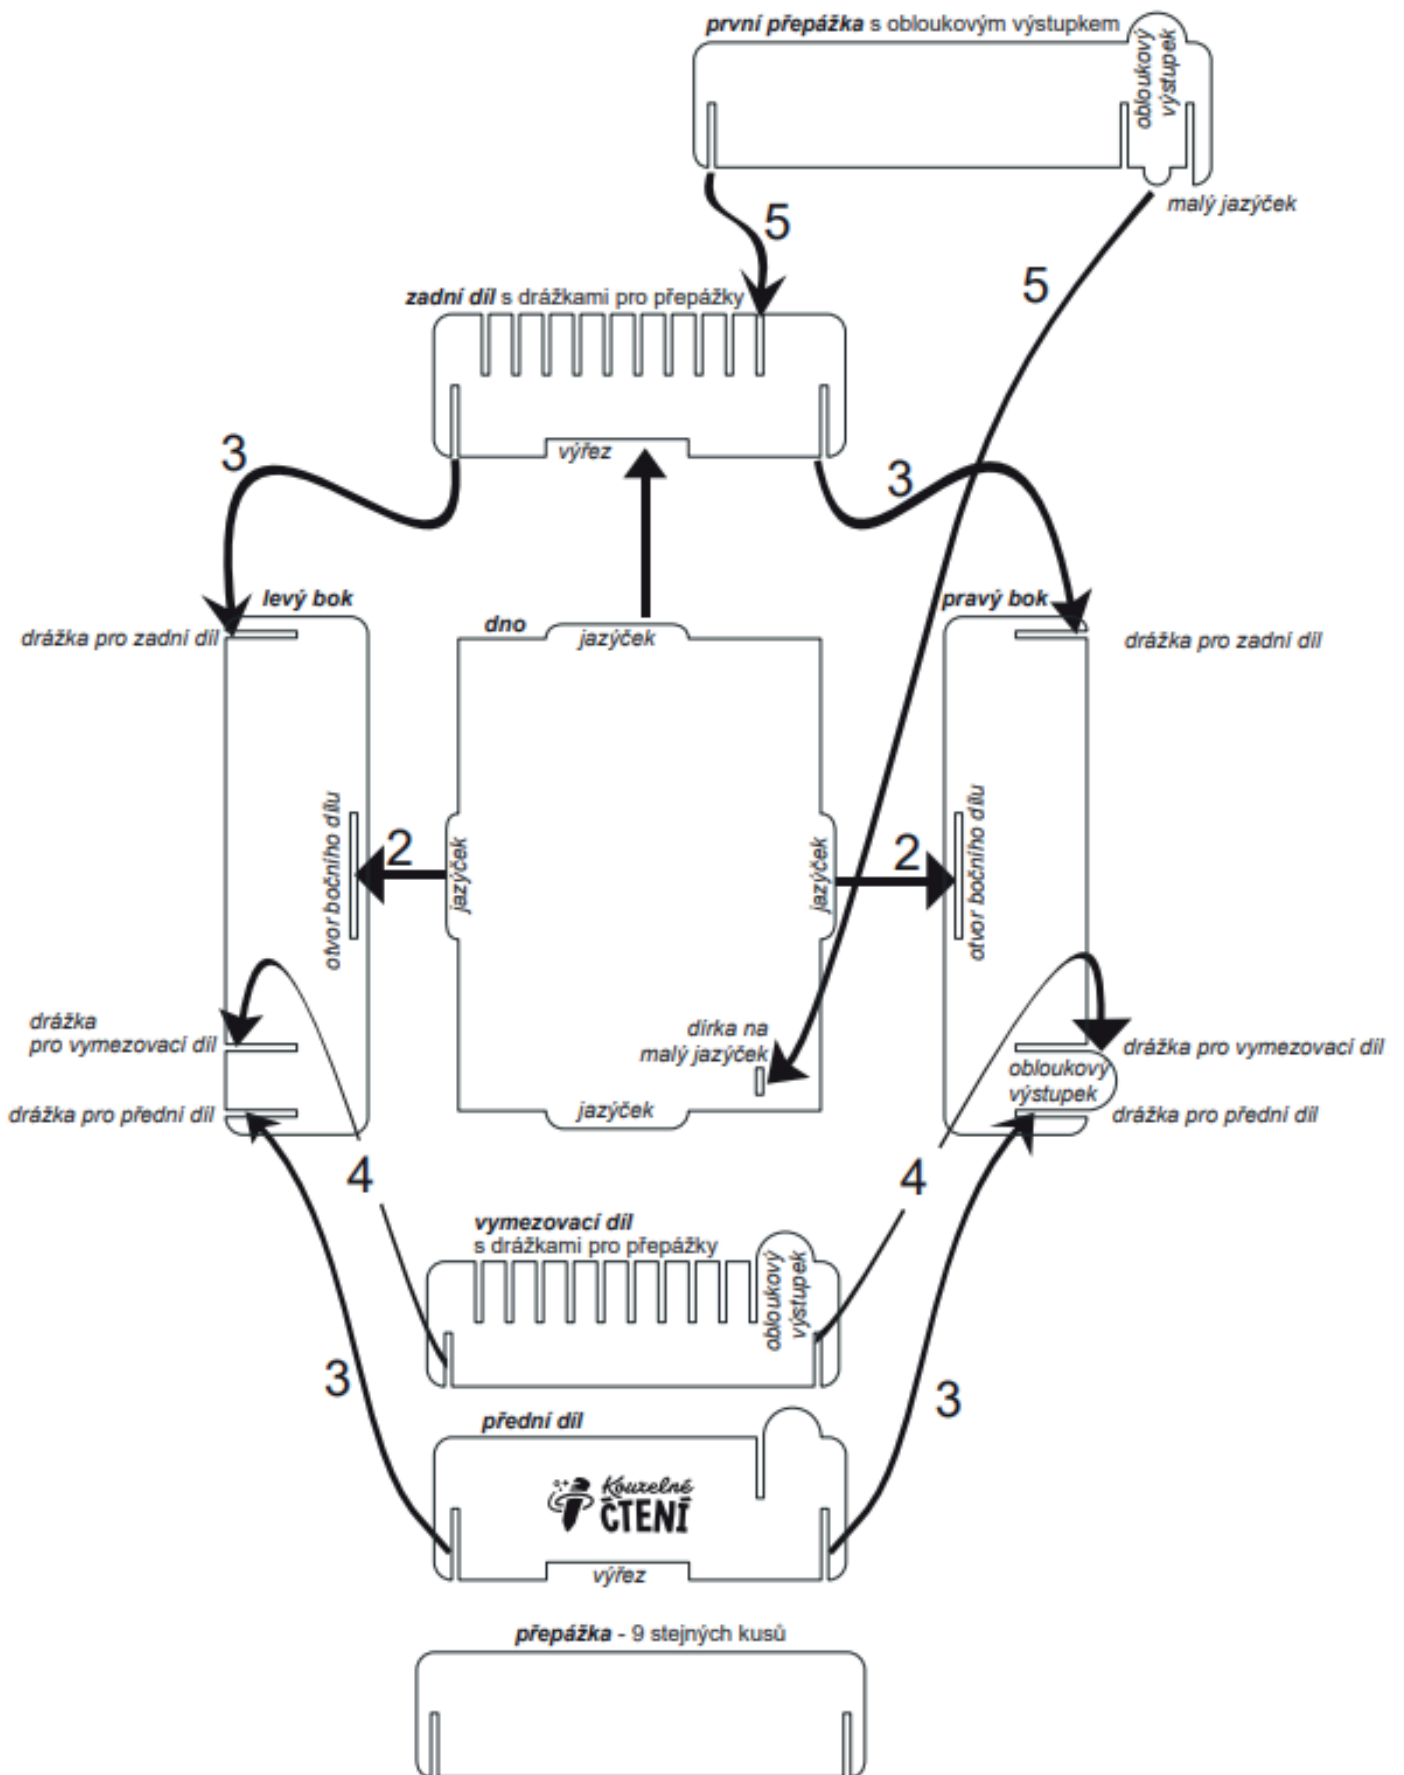 první přepážka s obloukovým výstupkem
obloukový
výstupek
malý jazýček
5
5
zadní díl s drážkami pro přepážky
výřez
3
3
levý bok
pravý bok
dno
jazýček
drážka pro zadní díl
drážka pro zadní díl
otvor bočního dílu
2
jazýček
jazýček
2
otvor bočního dílu
drážka
pro vymezovací díl
dírka na
malý jazýček
drážka pro vymezovací díl
obloukový
výstupek
drážka pro přední díl
jazýček
drážka pro přední díl
4
4
vymezovací díl
s drážkami pro přepážky
obloukový
výstupek
3
3
přední díl
Kouzelné
ČTENÍ
výřez
přepážka - 9 stejných kusů